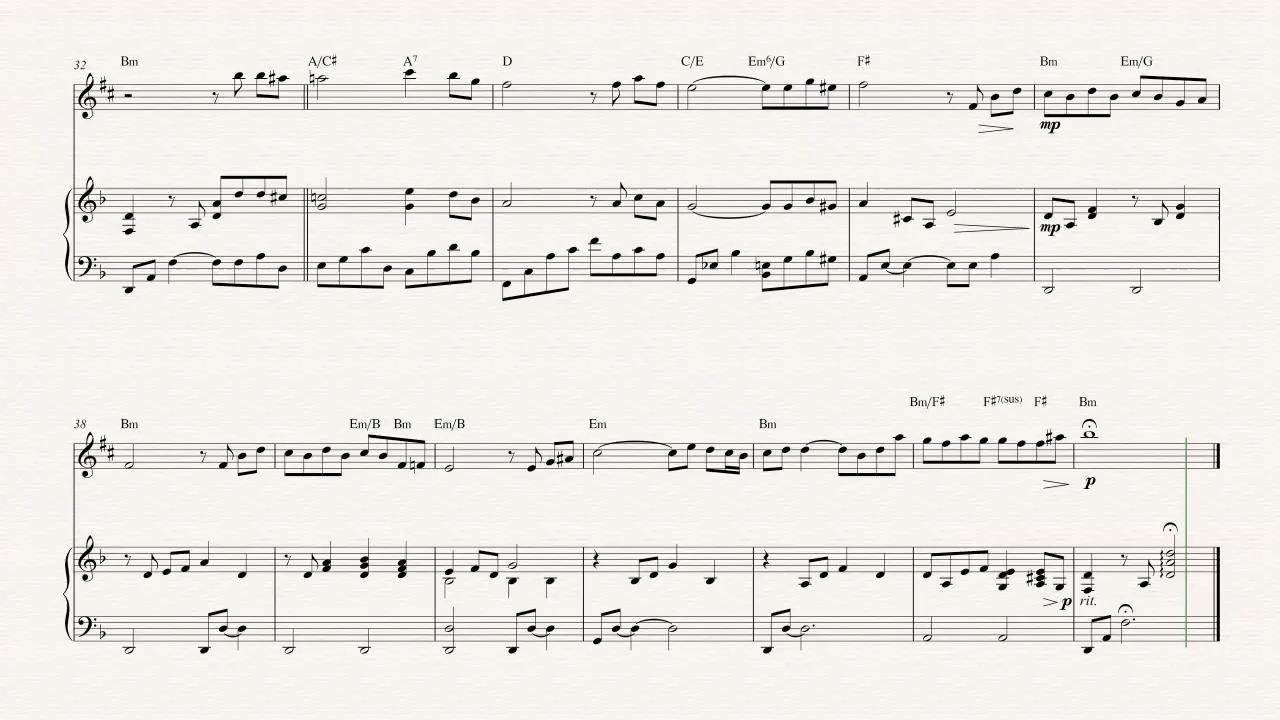 32 Bm A/C♯ A7 D C/E Em6/G F♯ Bm Em/G
mp
mp
Bm/F♯ F♯7(sus) F♯ Bm
38 Bm Em/B Bm Em/B Em Bm
p
p rit.